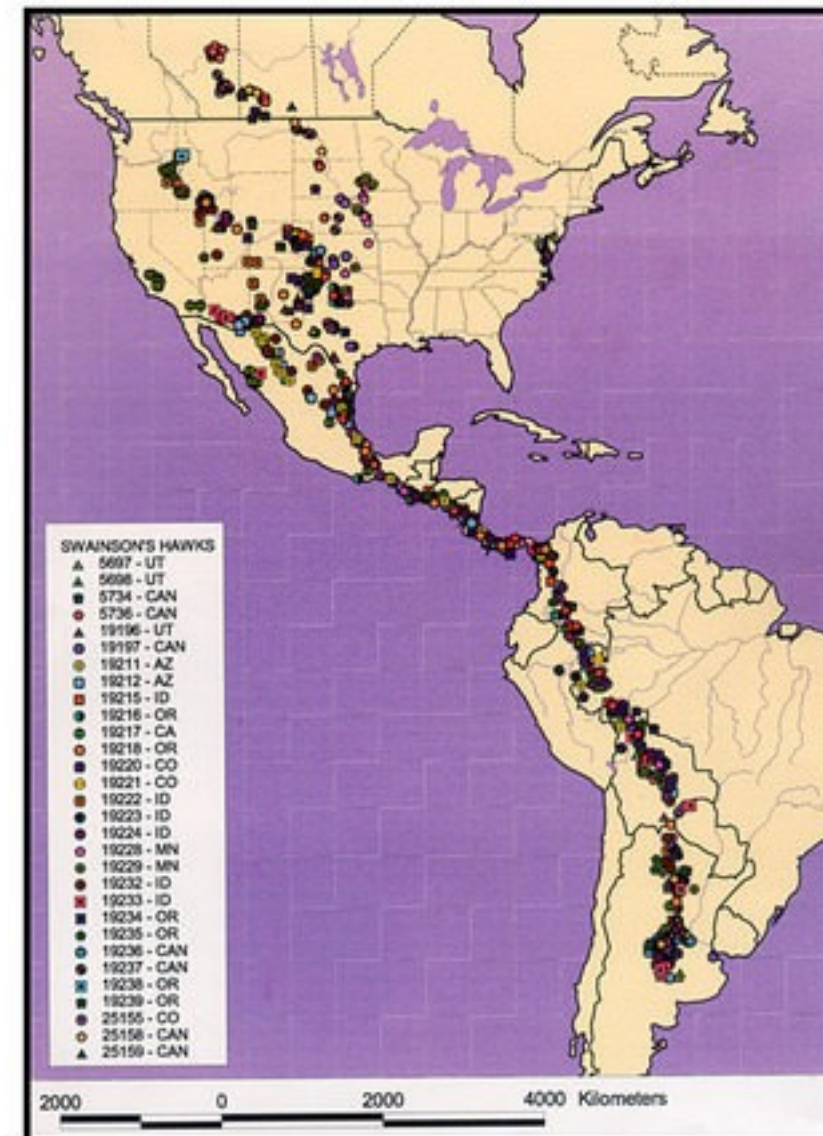 SWAINSON'S HAWKS
5697 - UT
5698 - UT
5734 - CAN
5736 - CAN
19196 - UT
19197 - CAN
19211 - AZ
19212 - AZ
19215 - ID
19216 - OR
19217 - CA
19218 - OR
19220 - CO
19221 - CO
19222 - ID
19223 - ID
19224 - ID
19228 - MN
19229 - MN
19232 - ID
19233 - ID
19234 - OR
19235 - OR
19236 - CAN
19237 - CAN
19238 - OR
19239 - OR
25155 - CO
25158 - CAN
25159 - CAN
2000 0 2000 4000 Kilometers